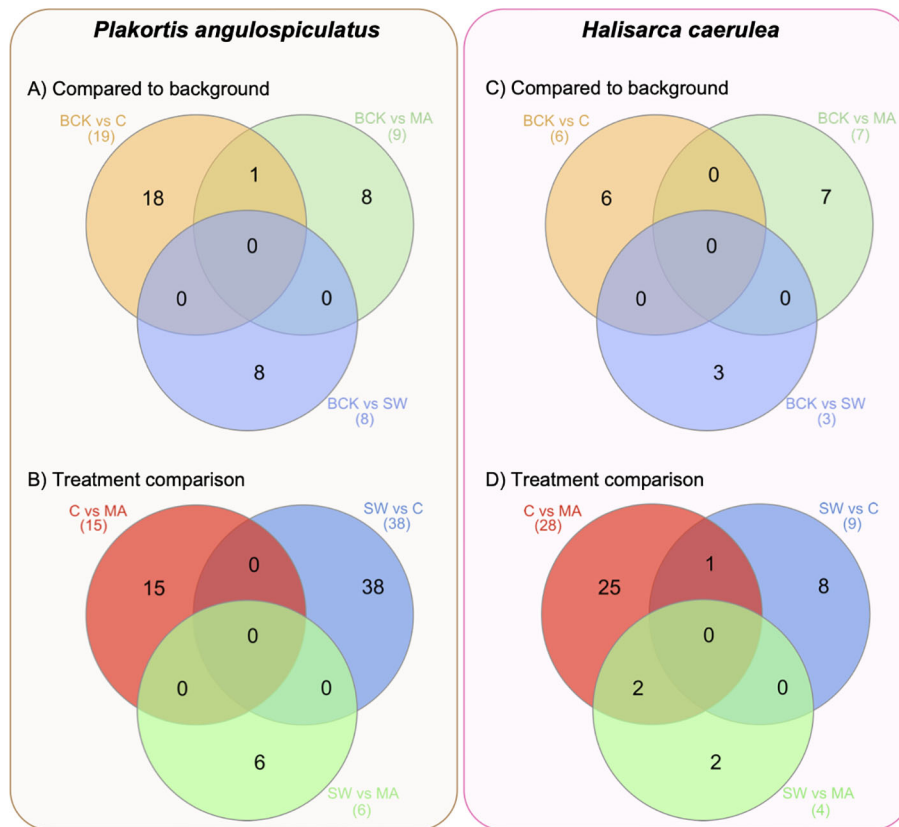 Plakortis angulospiculatus
A) Compared to background
BCK vs C
(19)
BCK vs MA
(9)
18
1
8
0
0
0
8
BCK vs SW
(8)
B) Treatment comparison
C vs MA
(15)
SW vs C
(38)
15
0
38
0
0
0
6
SW vs MA
(6)
Halisarca caerulea
C) Compared to background
BCK vs C
(6)
BCK vs MA
(7)
6
0
7
0
0
0
3
BCK vs SW
(3)
D) Treatment comparison
C vs MA
(28)
SW vs C
(9)
25
1
8
0
2
0
2
SW vs MA
(4)